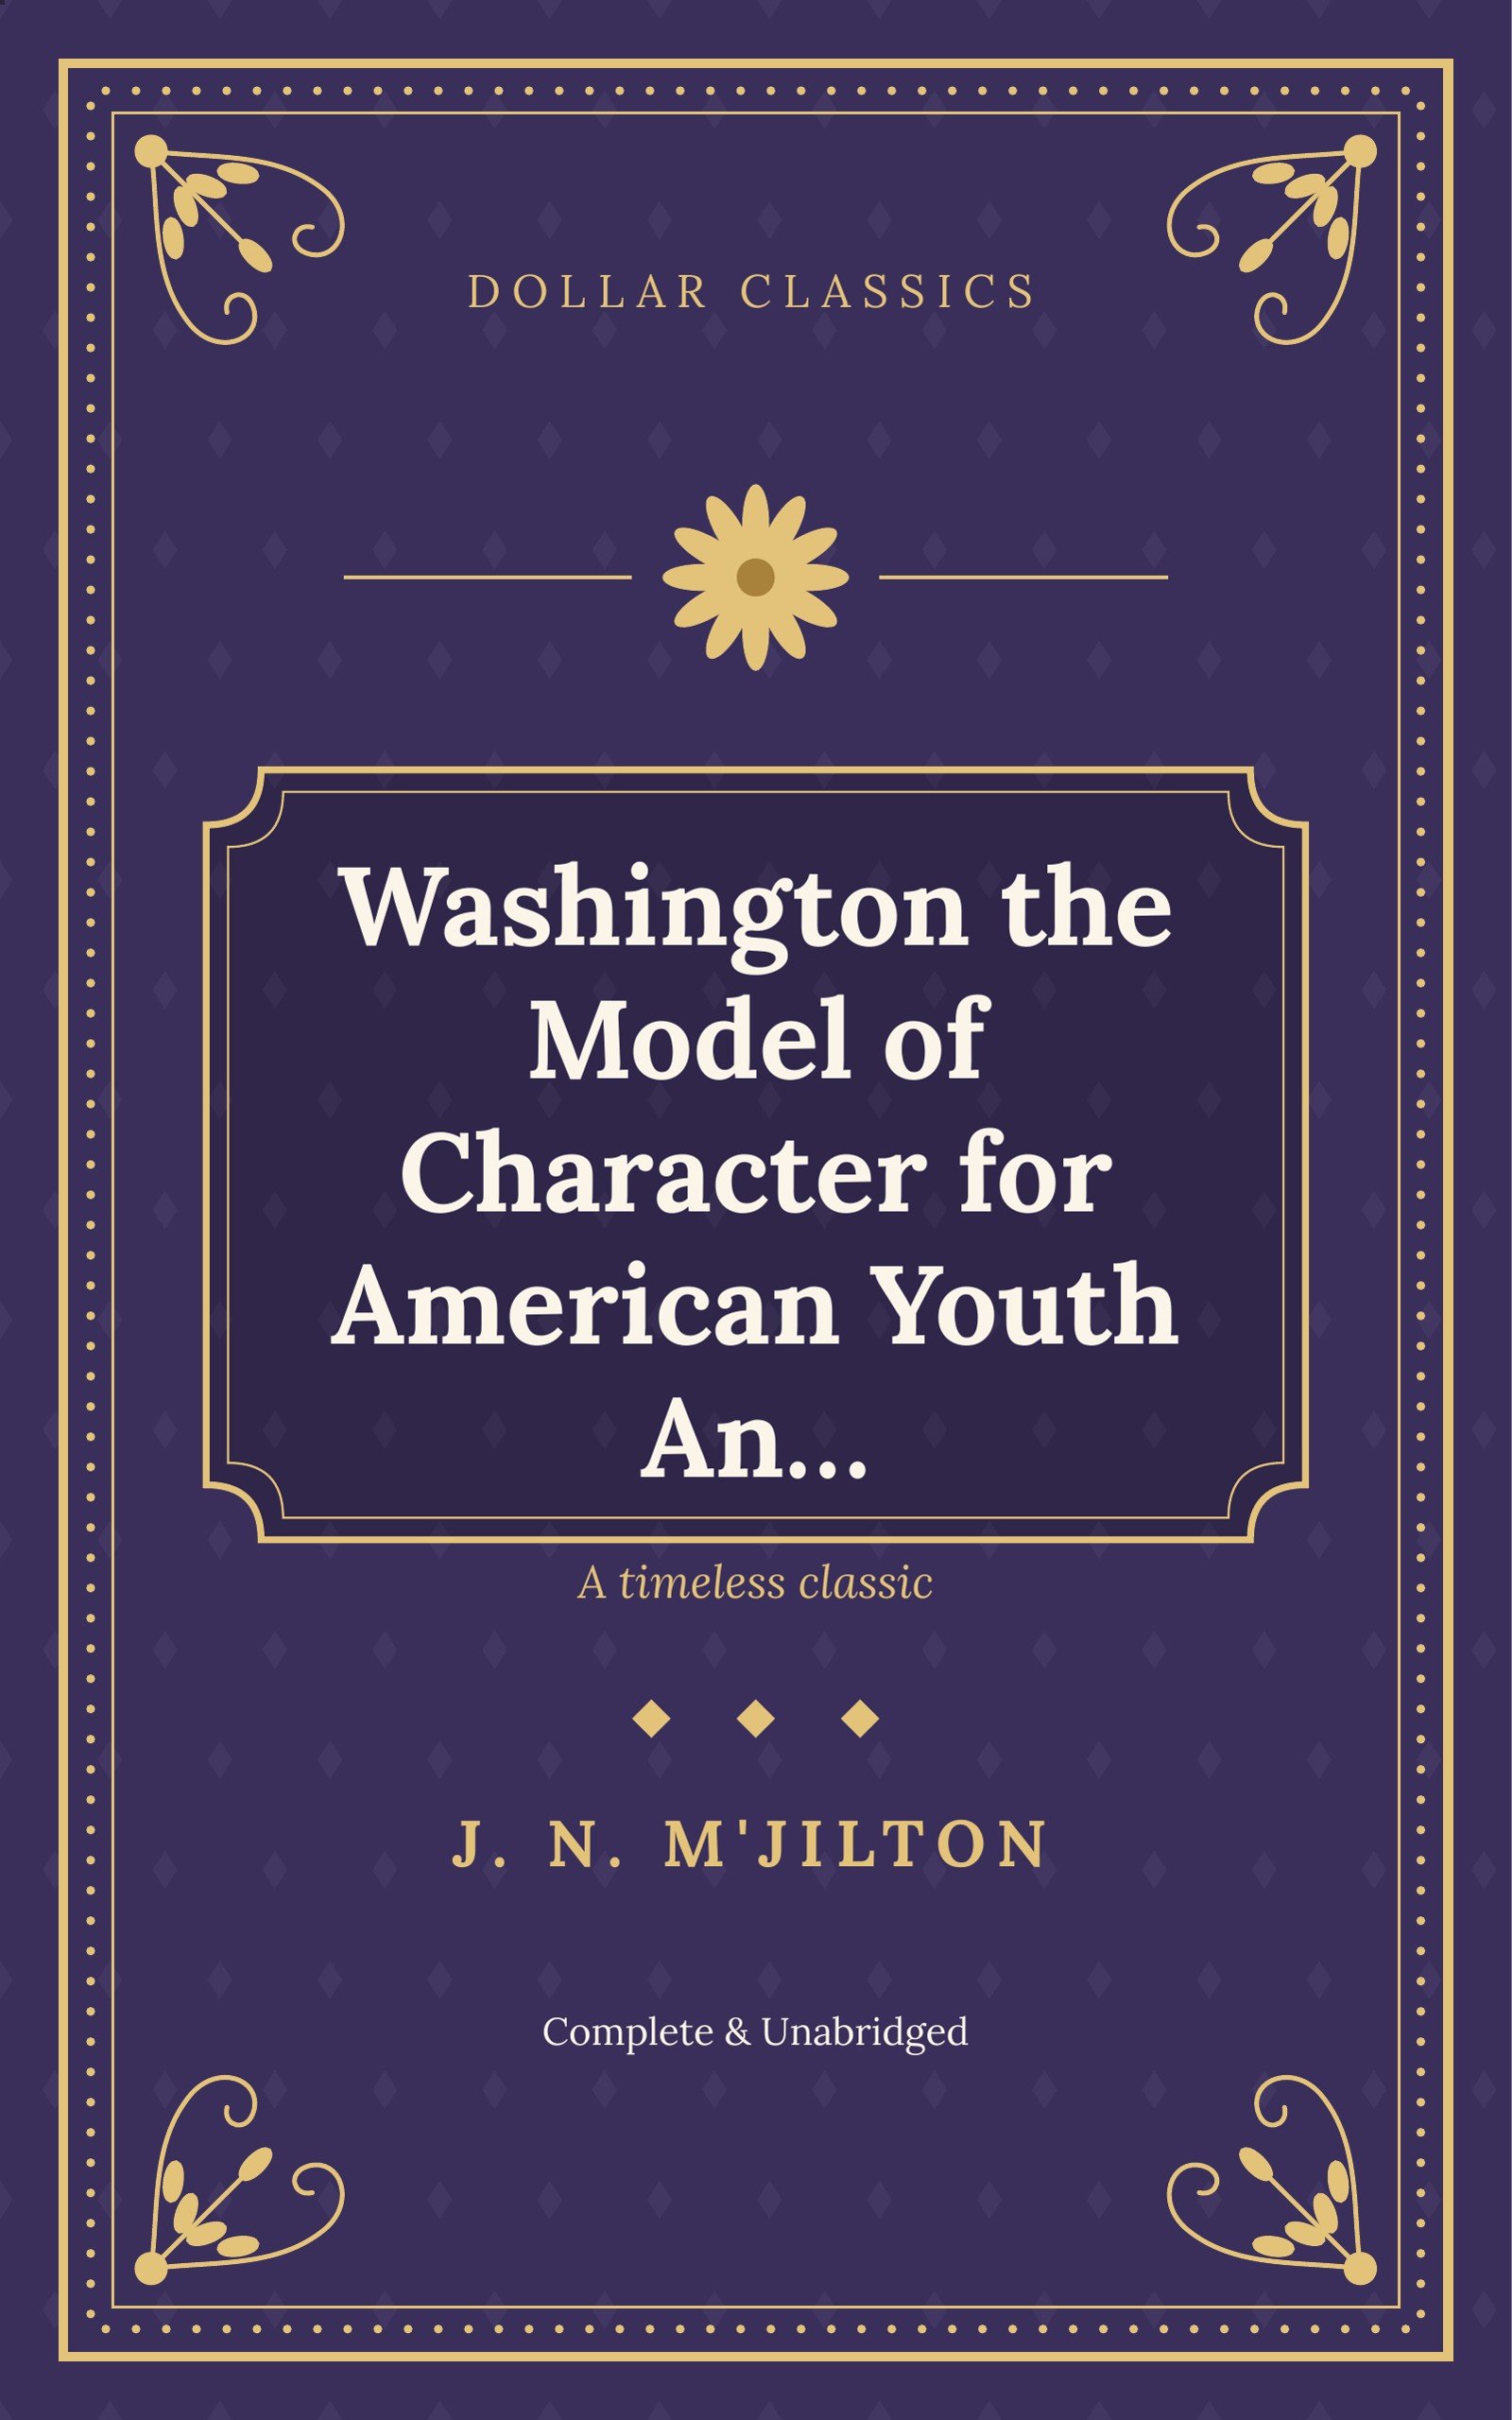 DOLLAR CLASSICS
Washington the
Model of
Character for
American Youth
An...
A timeless classic
J. N. M'JILTON
Complete & Unabridged